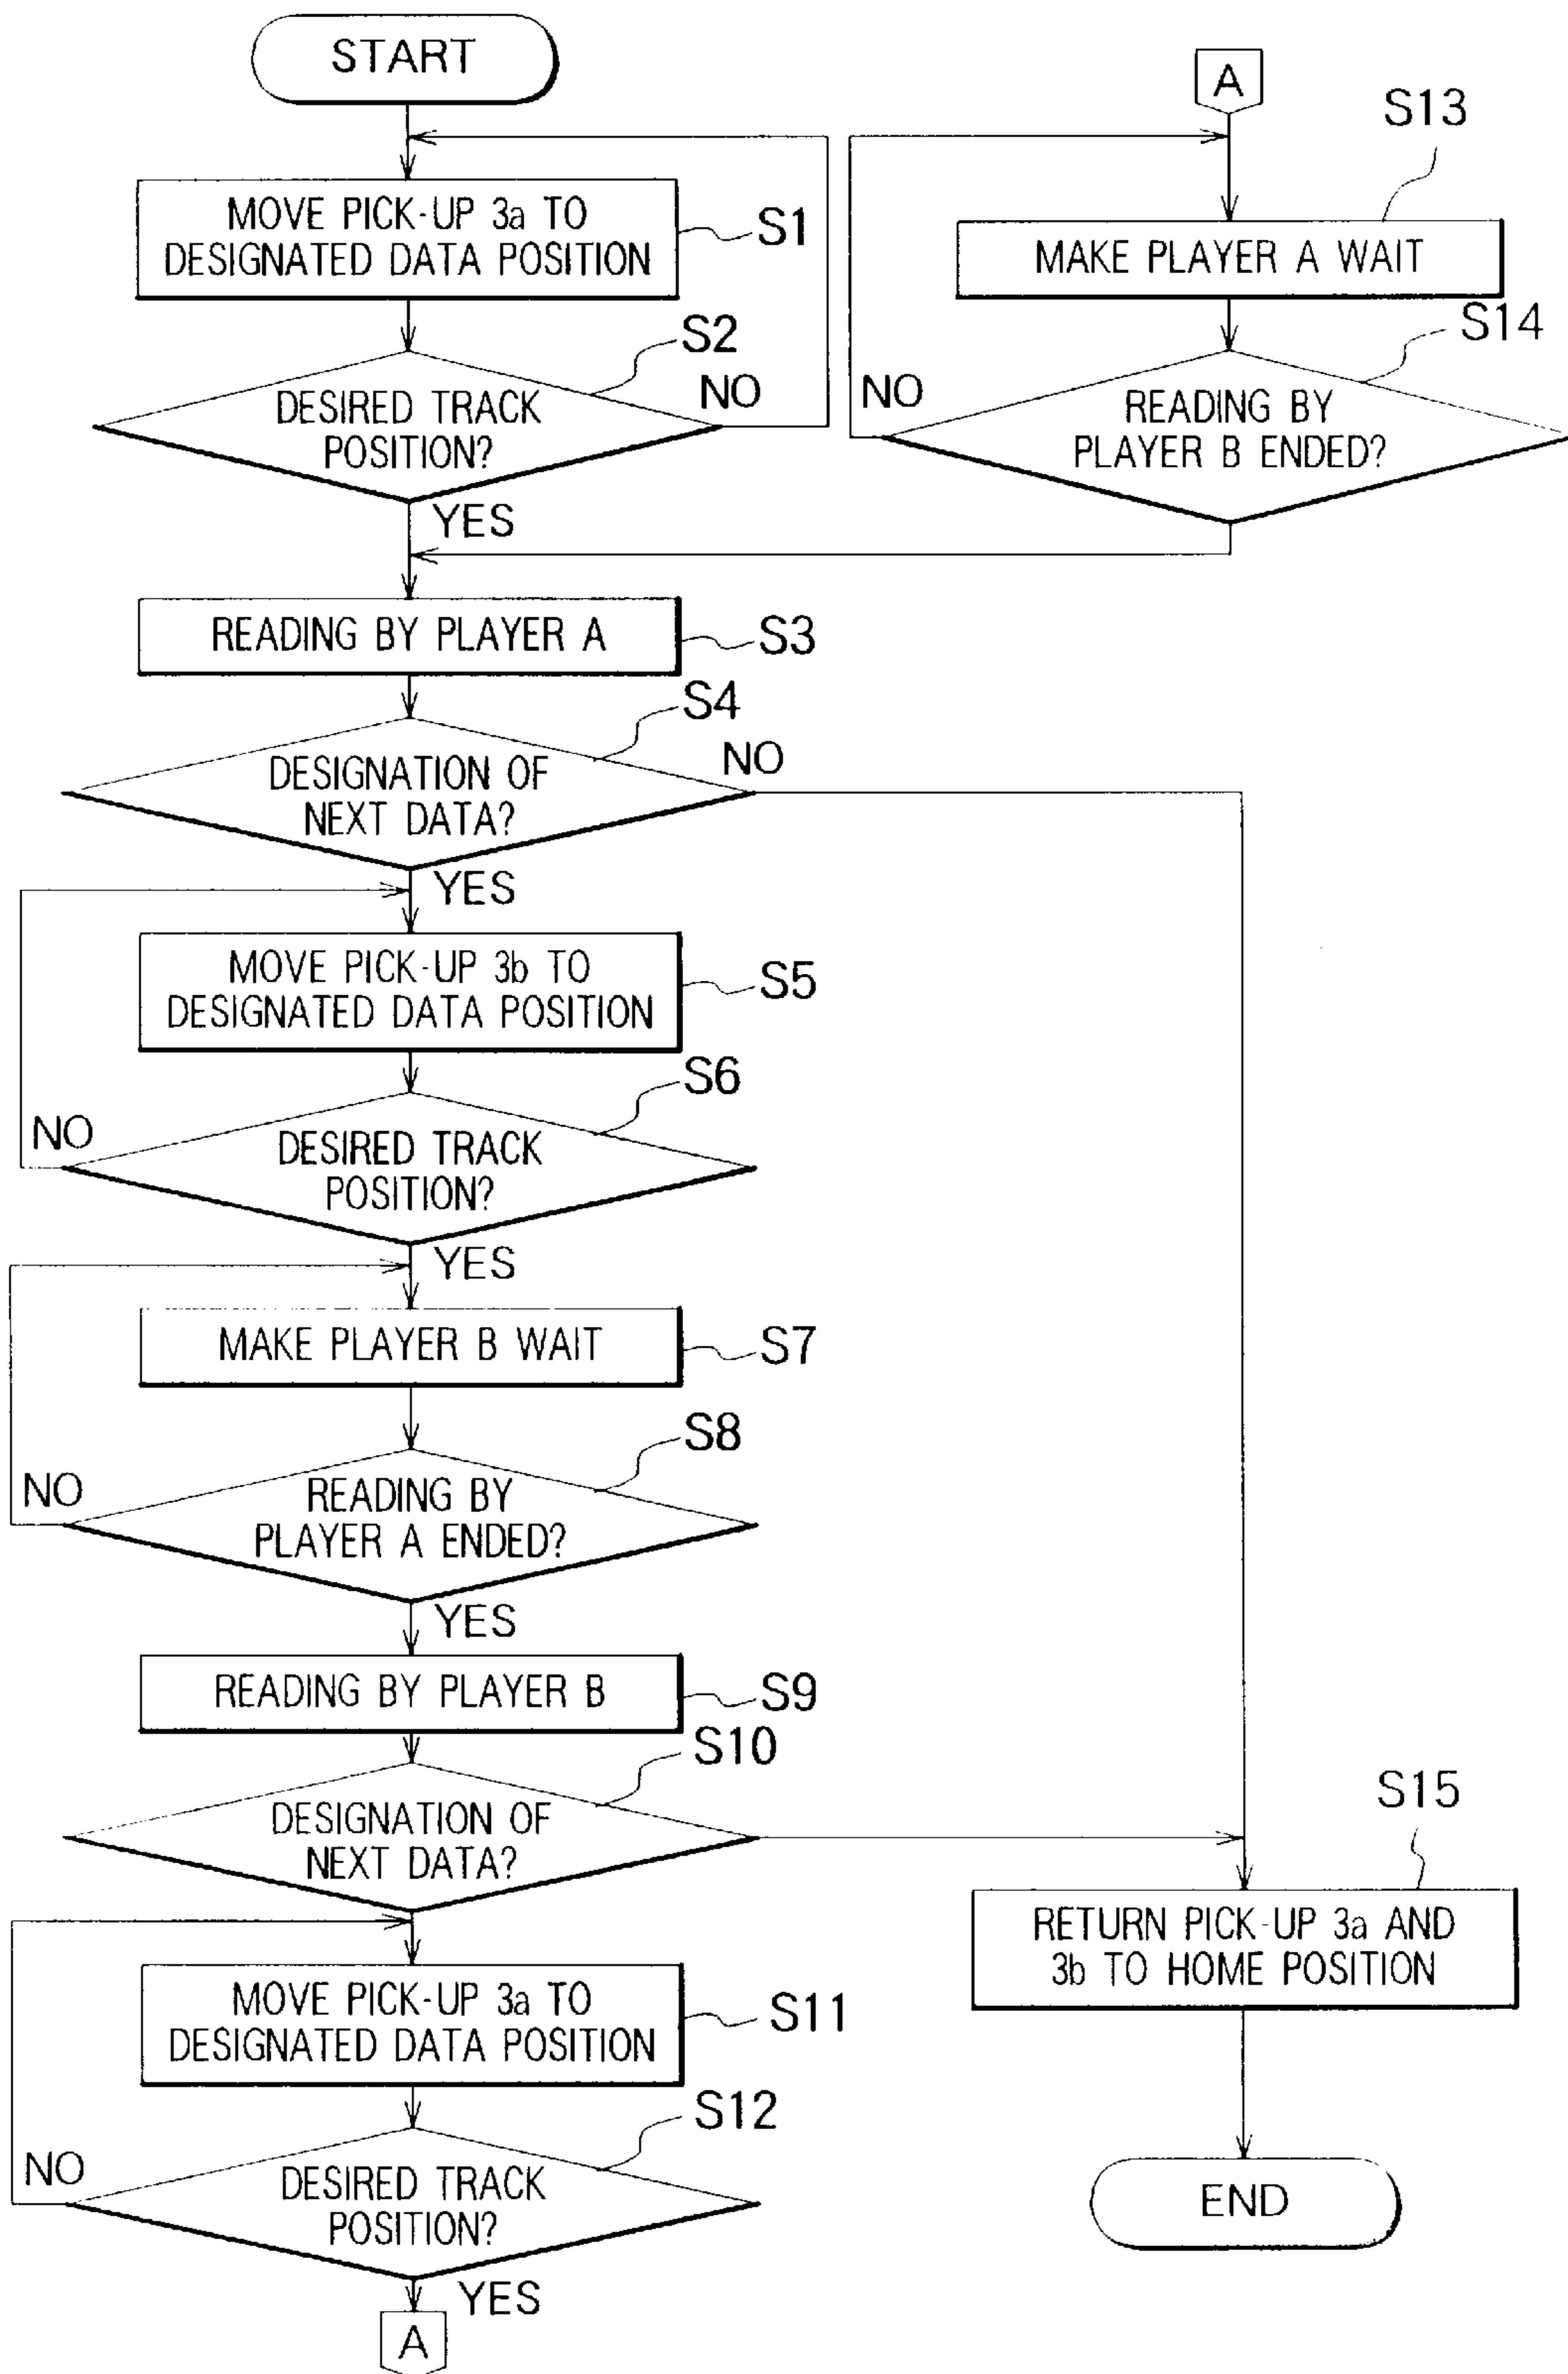 START
MOVE PICK-UP 3a TO
DESIGNATED DATA POSITION
S1
S2
DESIRED TRACK
POSITION?
NO
YES
READING BY PLAYER A
S3
S4
DESIGNATION OF
NEXT DATA?
NO
YES
MOVE PICK-UP 3b TO
DESIGNATED DATA POSITION
S5
S6
DESIRED TRACK
POSITION?
NO
YES
MAKE PLAYER B WAIT
S7
S8
READING BY
PLAYER A ENDED?
NO
YES
READING BY PLAYER B
S9
S10
DESIGNATION OF
NEXT DATA?
MOVE PICK-UP 3a TO
DESIGNATED DATA POSITION
S11
S12
DESIRED TRACK
POSITION?
NO
YES
A
A
S13
MAKE PLAYER A WAIT
S14
READING BY
PLAYER B ENDED?
NO
S15
RETURN PICK-UP 3a AND
3b TO HOME POSITION
END